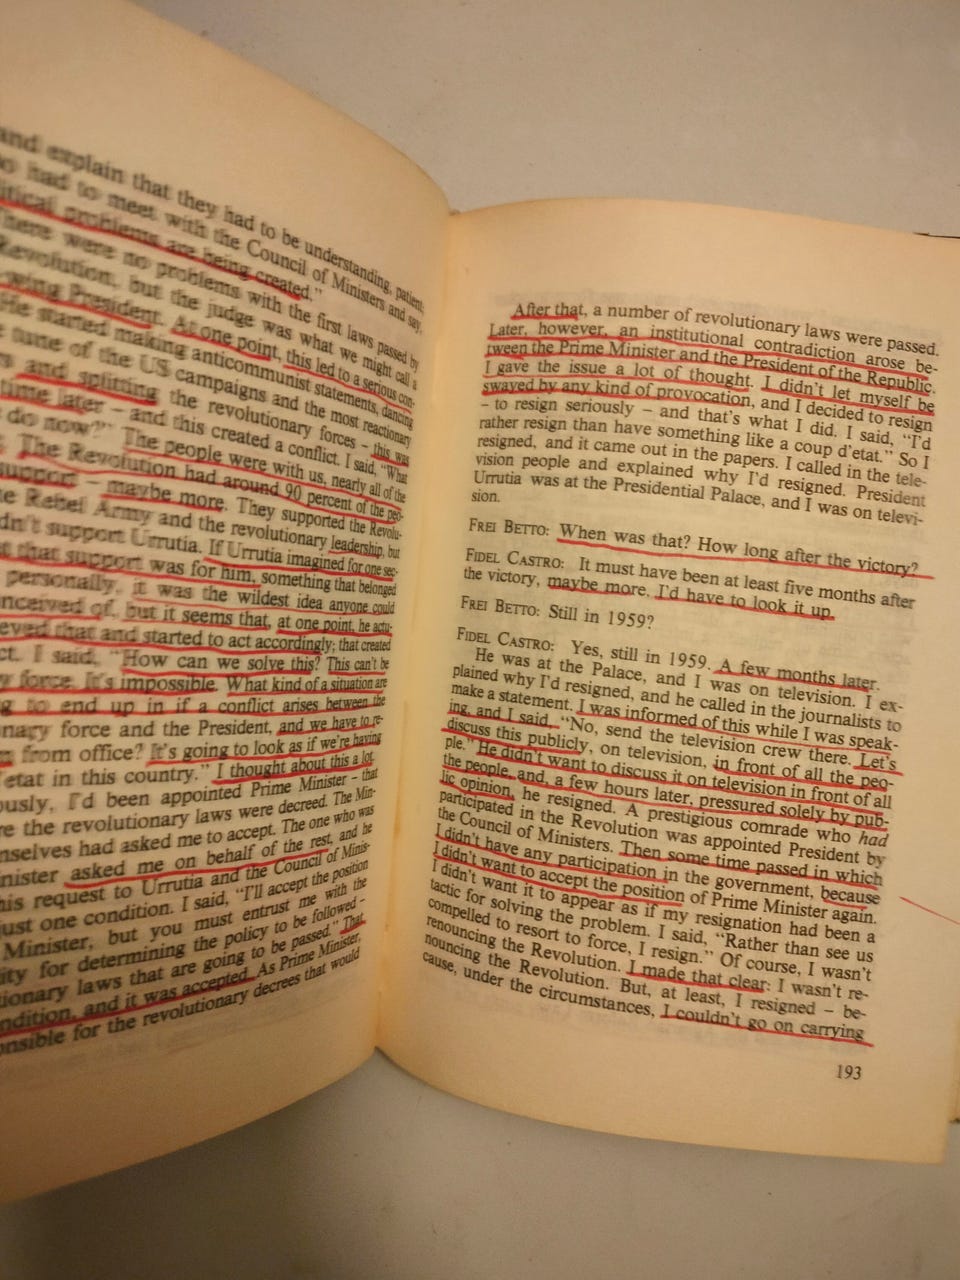 and explain that they had to be understanding, patient;
had to meet with the Council of Ministers and say,
problems are being created."
There were no problems with the first laws passed by
Revolution, but the judge was what we might call a
wing President. At one point, this led to a serious con-
He started making anticommunist statements, dancing
tune of the US campaigns and the most reactionary
and splitting the revolutionary forces – this was
time later – and this created a conflict. I said, "What
do now?" The people were with us, nearly all of the
The Revolution had around 90 percent of the peo-
support – maybe more. They supported the Revolu-
Rebel Army and the revolutionary leadership, but
didn't support Urrutia. If Urrutia imagined for one sec-
that support was for him, something that belonged
personally, it was the wildest idea anyone could
conceived of, but it seems that, at one point, he actu-
that and started to act accordingly; that created
I said, "How can we solve this? This can't be
force. It's impossible. What kind of a situation are
to end up in if a conflict arises between the
force and the President, and we have to re-
from office? It's going to look as if we're having
etat in this country." I thought about this a lot.
I'd been appointed Prime Minister – that
the revolutionary laws were decreed. The Min-
had asked me to accept. The one who was
asked me on behalf of the rest, and he
this request to Urrutia and the Council of Minis-
just one condition. I said, "I'll accept the position
Minister, but you must entrust me with the
for determining the policy to be followed –
laws that are going to be passed." That
condition, and it was accepted. As Prime Minister,
for the revolutionary decrees that would
After that, a number of revolutionary laws were passed.
Later, however, an institutional contradiction arose be-
tween the Prime Minister and the President of the Republic.
I gave the issue a lot of thought. I didn't let myself be
swayed by any kind of provocation, and I decided to resign
– to resign seriously – and that's what I did. I said, "I'd
rather resign than have something like a coup d'etat." So I
resigned, and it came out in the papers. I called in the tele-
vision people and explained why I'd resigned. President
Urrutia was at the Presidential Palace, and I was on televi-
sion.
FREI BETTO: When was that? How long after the victory?
FIDEL CASTRO: It must have been at least five months after
the victory, maybe more. I'd have to look it up.
FREI BETTO: Still in 1959?
FIDEL CASTRO: Yes, still in 1959. A few months later.
He was at the Palace, and I was on television. I ex-
plained why I'd resigned, and he called in the journalists to
make a statement. I was informed of this while I was speak-
ing, and I said, "No, send the television crew there. Let's
discuss this publicly, on television, in front of all the peo-
ple." He didn't want to discuss it on television in front of all
the people, and, a few hours later, pressured solely by pub-
lic opinion, he resigned. A prestigious comrade who had
participated in the Revolution was appointed President by
the Council of Ministers. Then some time passed in which
I didn't have any participation in the government, because
I didn't want to accept the position of Prime Minister again.
I didn't want it to appear as if my resignation had been a
tactic for solving the problem. I said, "Rather than see us
compelled to resort to force, I resign." Of course, I wasn't
renouncing the Revolution. I made that clear: I wasn't re-
nouncing the Revolution. But, at least, I resigned – be-
cause, under the circumstances, I couldn't go on carrying
193